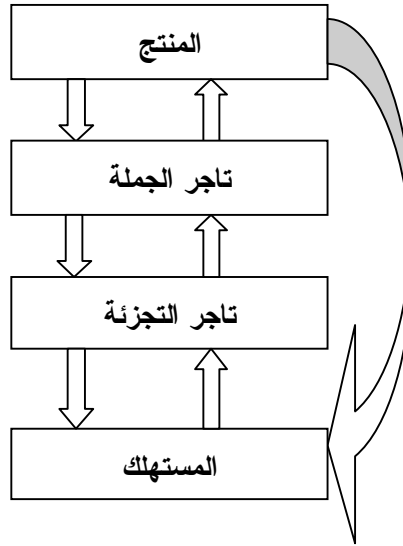 المنتج
تاجر الجملة
تاجر التجزئة
المستهلك